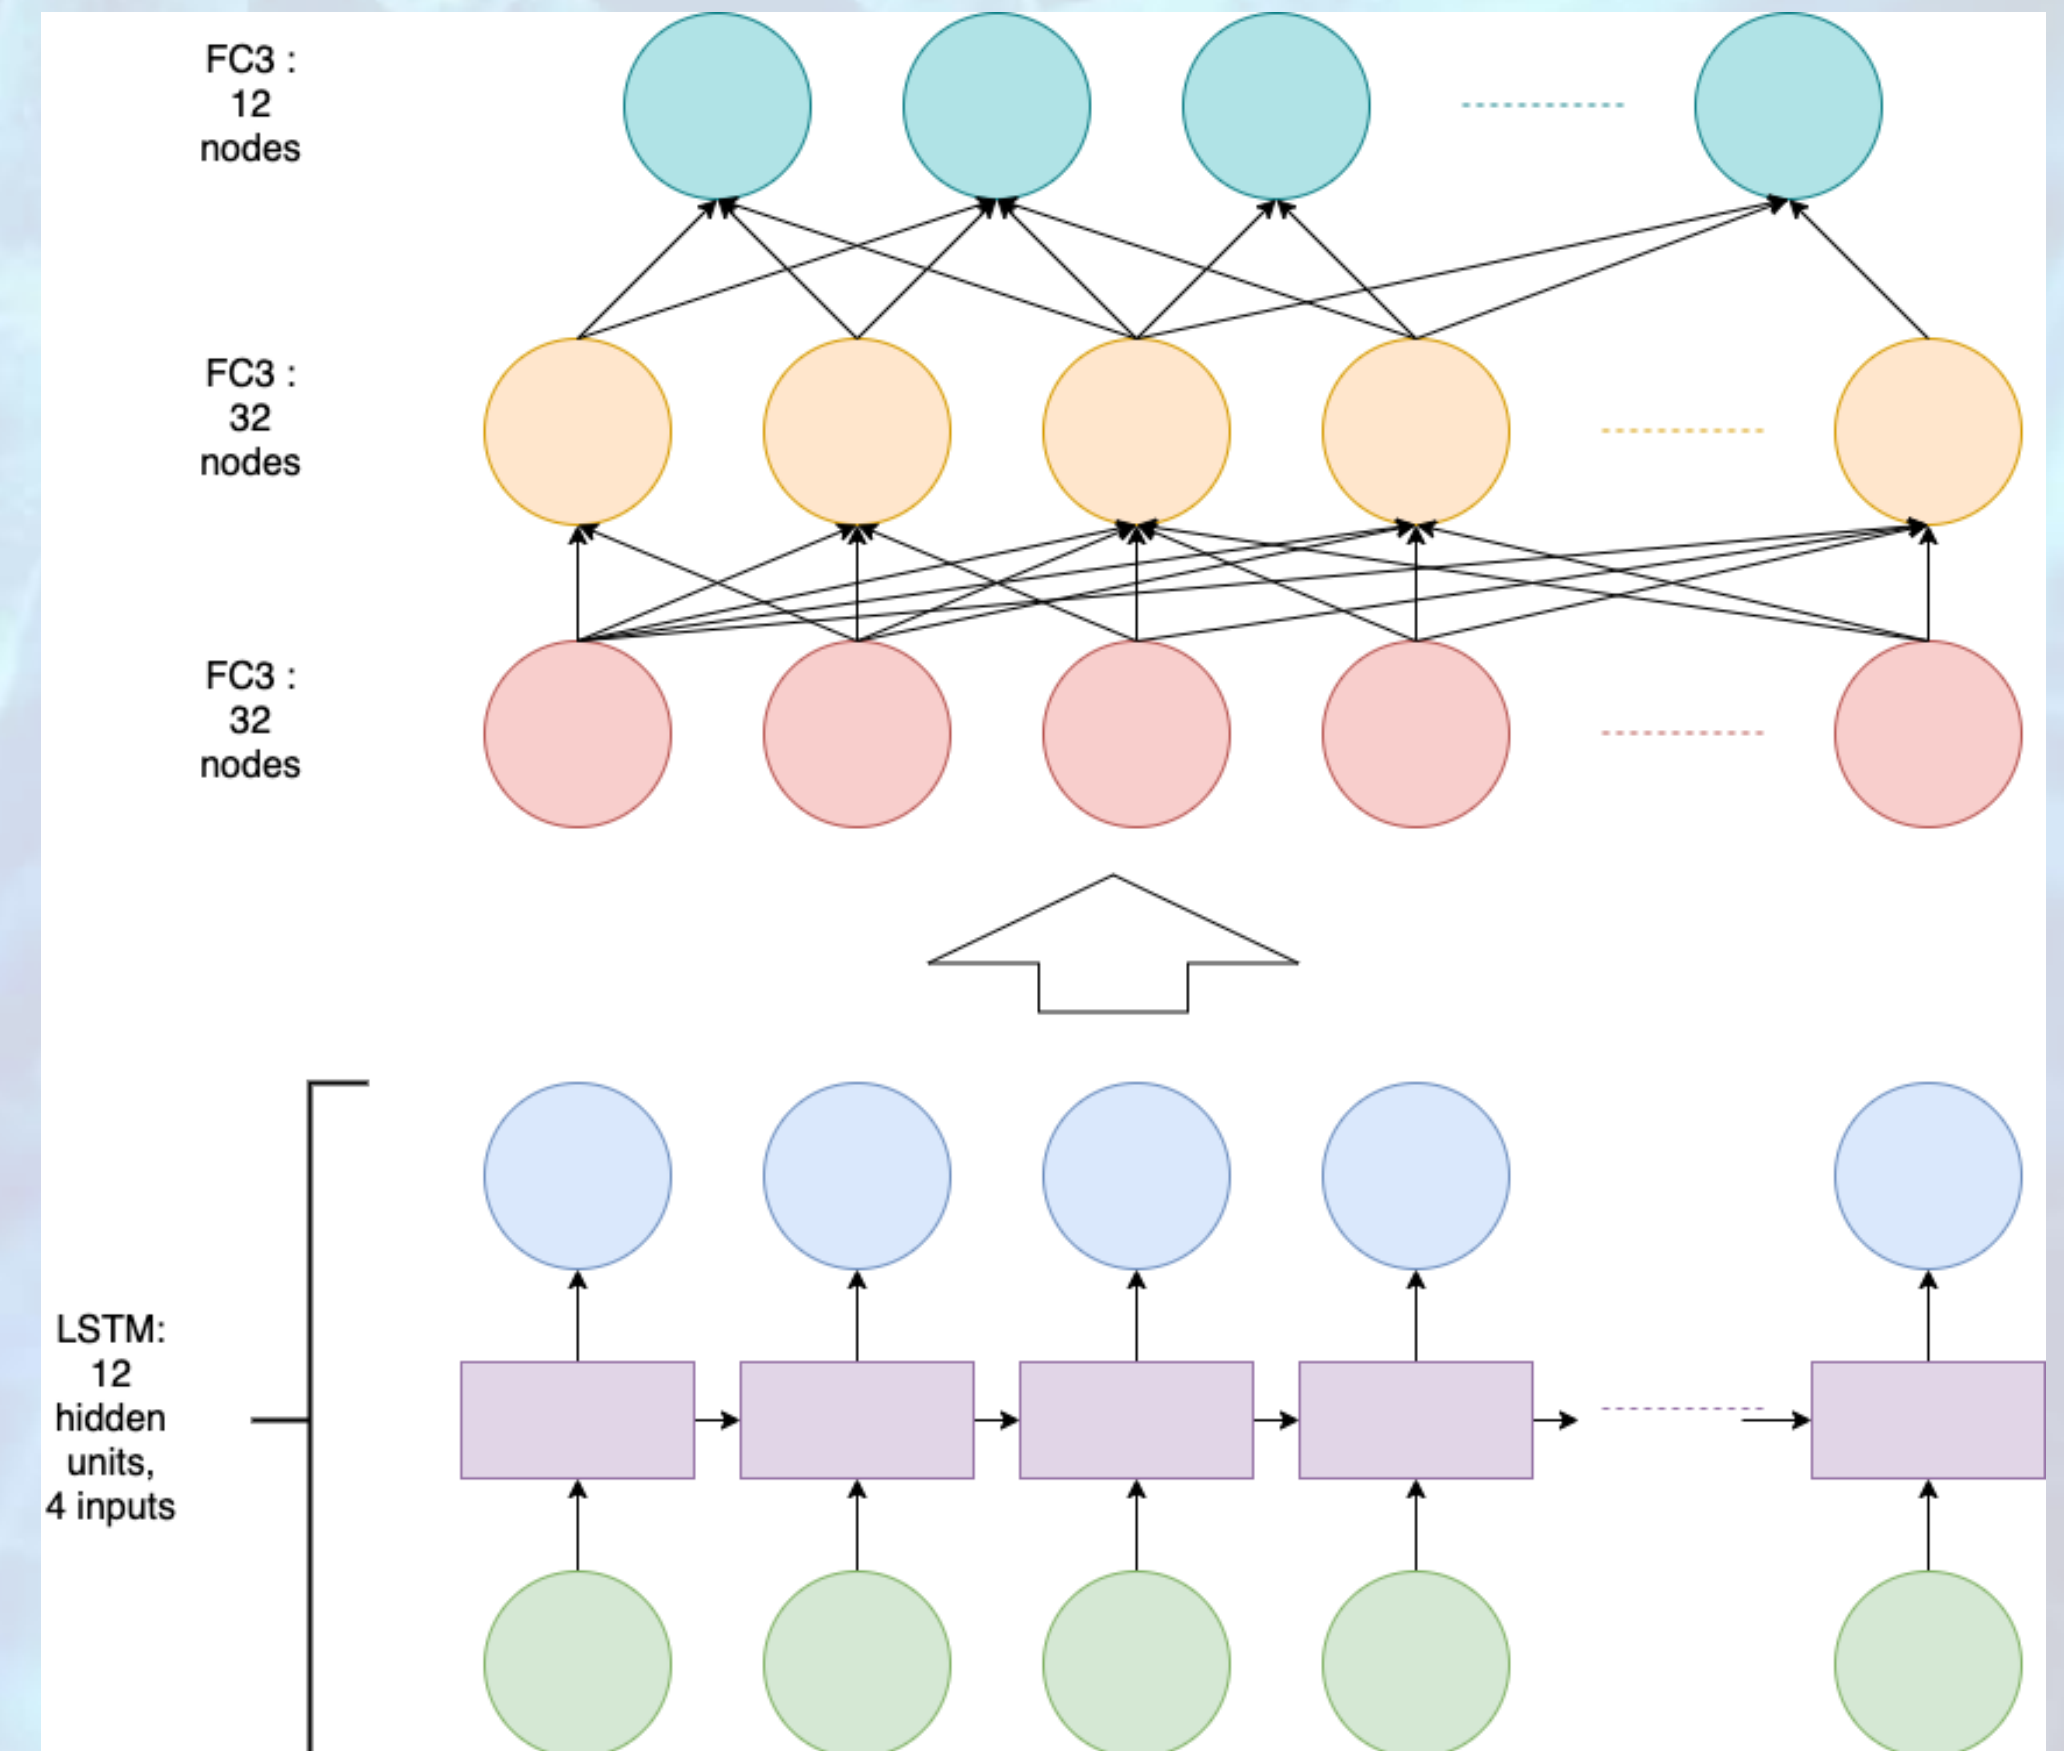 FC3 :
12
nodes
FC3 :
32
nodes
FC3 :
32
nodes
LSTM:
12
hidden
units,
4 inputs